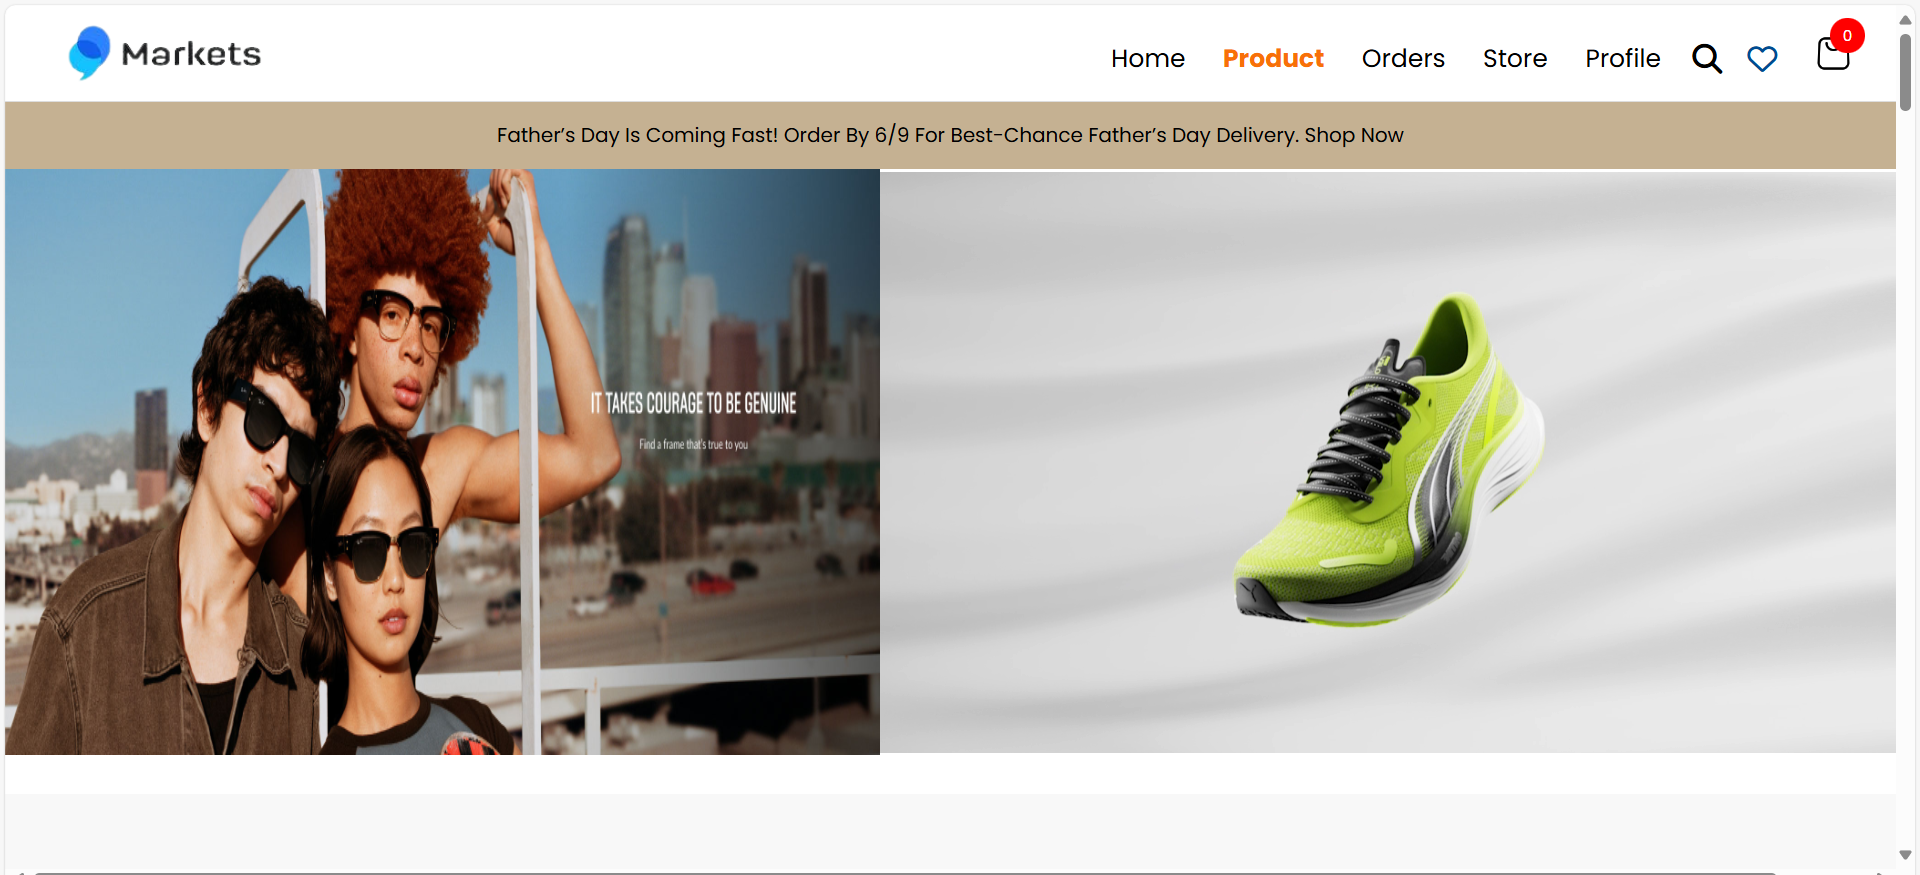 Markets
Home Product Orders Store Profile 0
Father’s Day Is Coming Fast! Order By 6/9 For Best-Chance Father’s Day Delivery. Shop Now
IT TAKES COURAGE TO BE GENUINE
Find a frame that's true to you